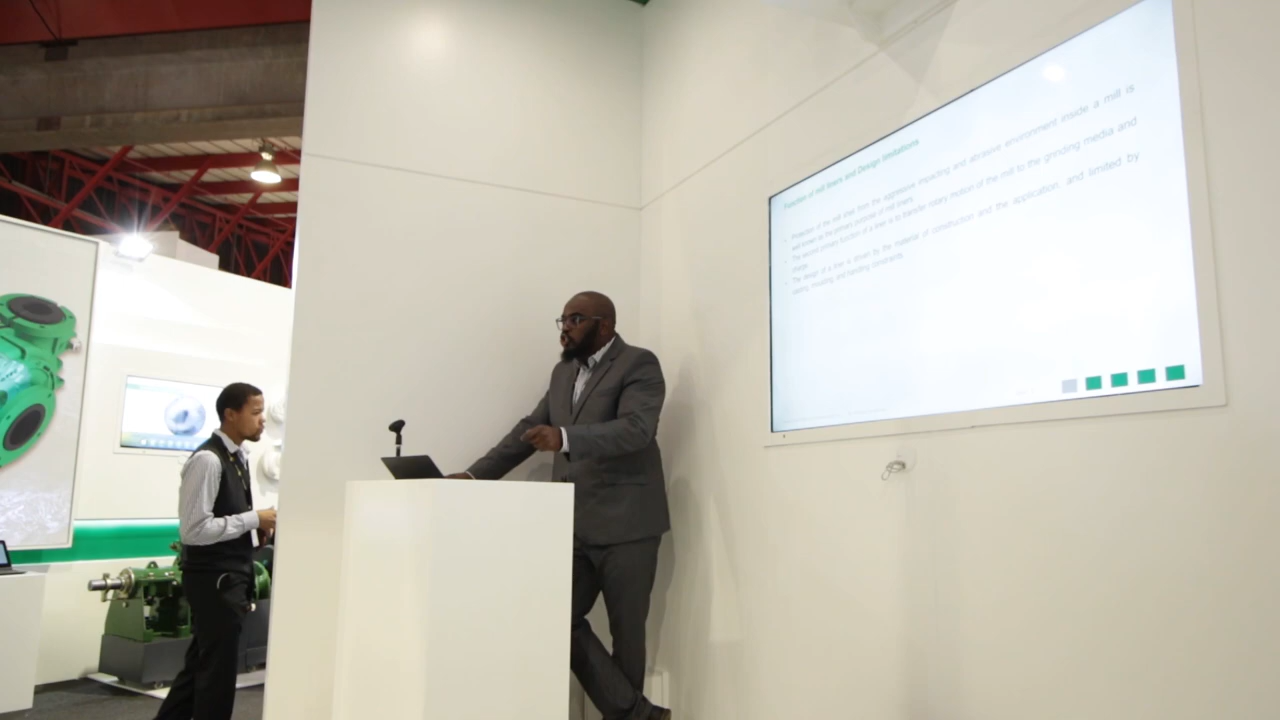 Function of mill liners and Design limitations
• Protection of the mill shell from the aggressive impacting and abrasive environment inside a mill is
well known as the primary purpose of mill liners.
• The second primary function of a liner is to transfer rotary motion of the mill to the grinding media and
charge.
• The design of a liner is driven by the material of construction and the application, and limited by
casting, moulding, and handling constraints.